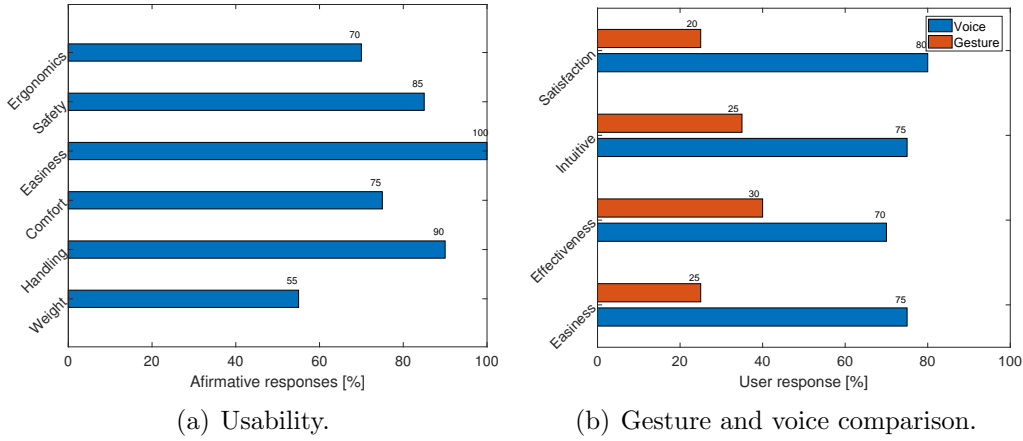 Ergonomics
70
Safety
85
Easiness
100
Comfort
75
Handling
90
Weight
55
0 20 40 60 80 100
Afirmative responses [%]
(a) Usability.
Voice
Gesture
Satisfaction
20
80
Intuitive
25
75
Effectiveness
30
70
Easiness
25
75
0 20 40 60 80 100
User response [%]
(b) Gesture and voice comparison.